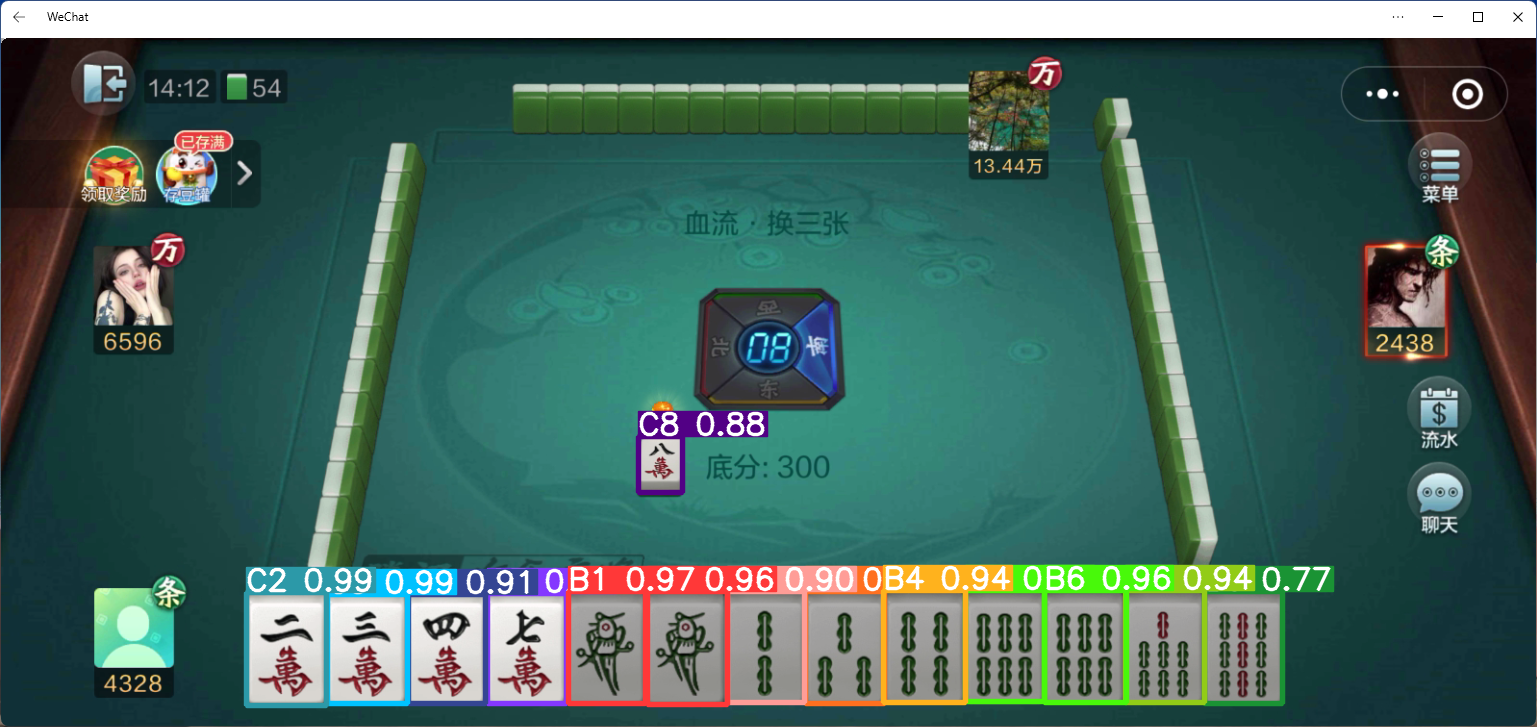 WeChat
14:12
54
万
13.44万
已存满
领取奖励
存豆罐
菜单
血流·换三张
万
6596
条
2438
08
北
东
流水
C8 0.88
八萬
底分: 300
聊天
条
4328
C2 0.99 0.99 0.91 0 B1 0.97 0.96 0.90 0 B4 0.94 0 B6 0.96 0.94 0.77
二萬 三萬 四萬 七萬